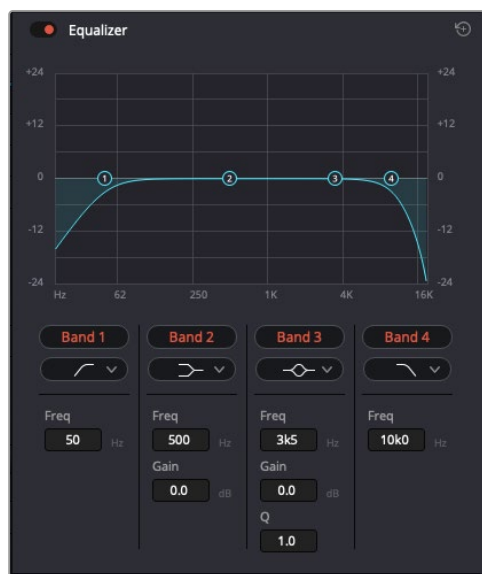 Equalizer
+24 +24
+12 +12
1 2 3 4
0 0
-12 -12
-24 -24
Hz 62 250 1K 4K 16K
Band 1 Band 2 Band 3 Band 4
Freq Freq Freq Freq
50 Hz 500 Hz 3k5 Hz 10k0 Hz
Gain Gain
0.0 dB 0.0 dB
Q
1.0